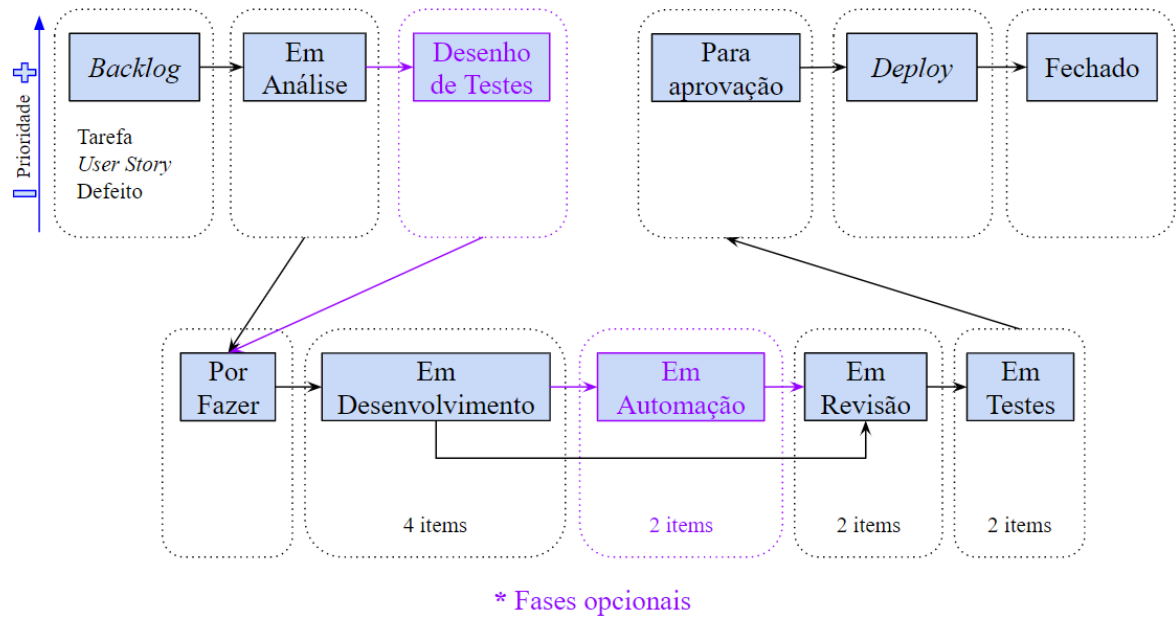 Prioridade
Backlog
Em
Análise
Desenho
de Testes
Para
aprovação
Deploy
Fechado
Tarefa
User Story
Defeito
Por
Fazer
Em
Desenvolvimento
Em
Automação
Em
Revisão
Em
Testes
4 items
2 items
2 items
2 items
* Fases opcionais